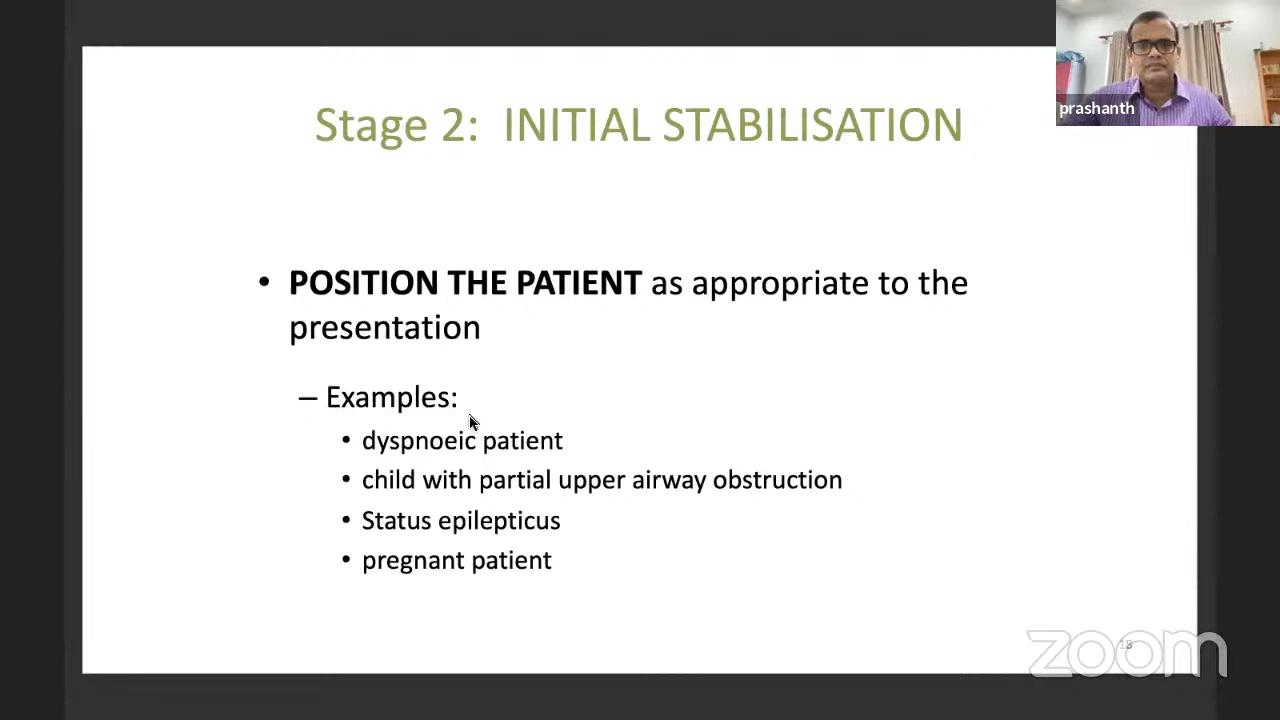 prashanth
Stage 2: INITIAL STABILISATION
• POSITION THE PATIENT as appropriate to the
presentation
– Examples:
• dyspnoeic patient
• child with partial upper airway obstruction
• Status epilepticus
• pregnant patient
zoom